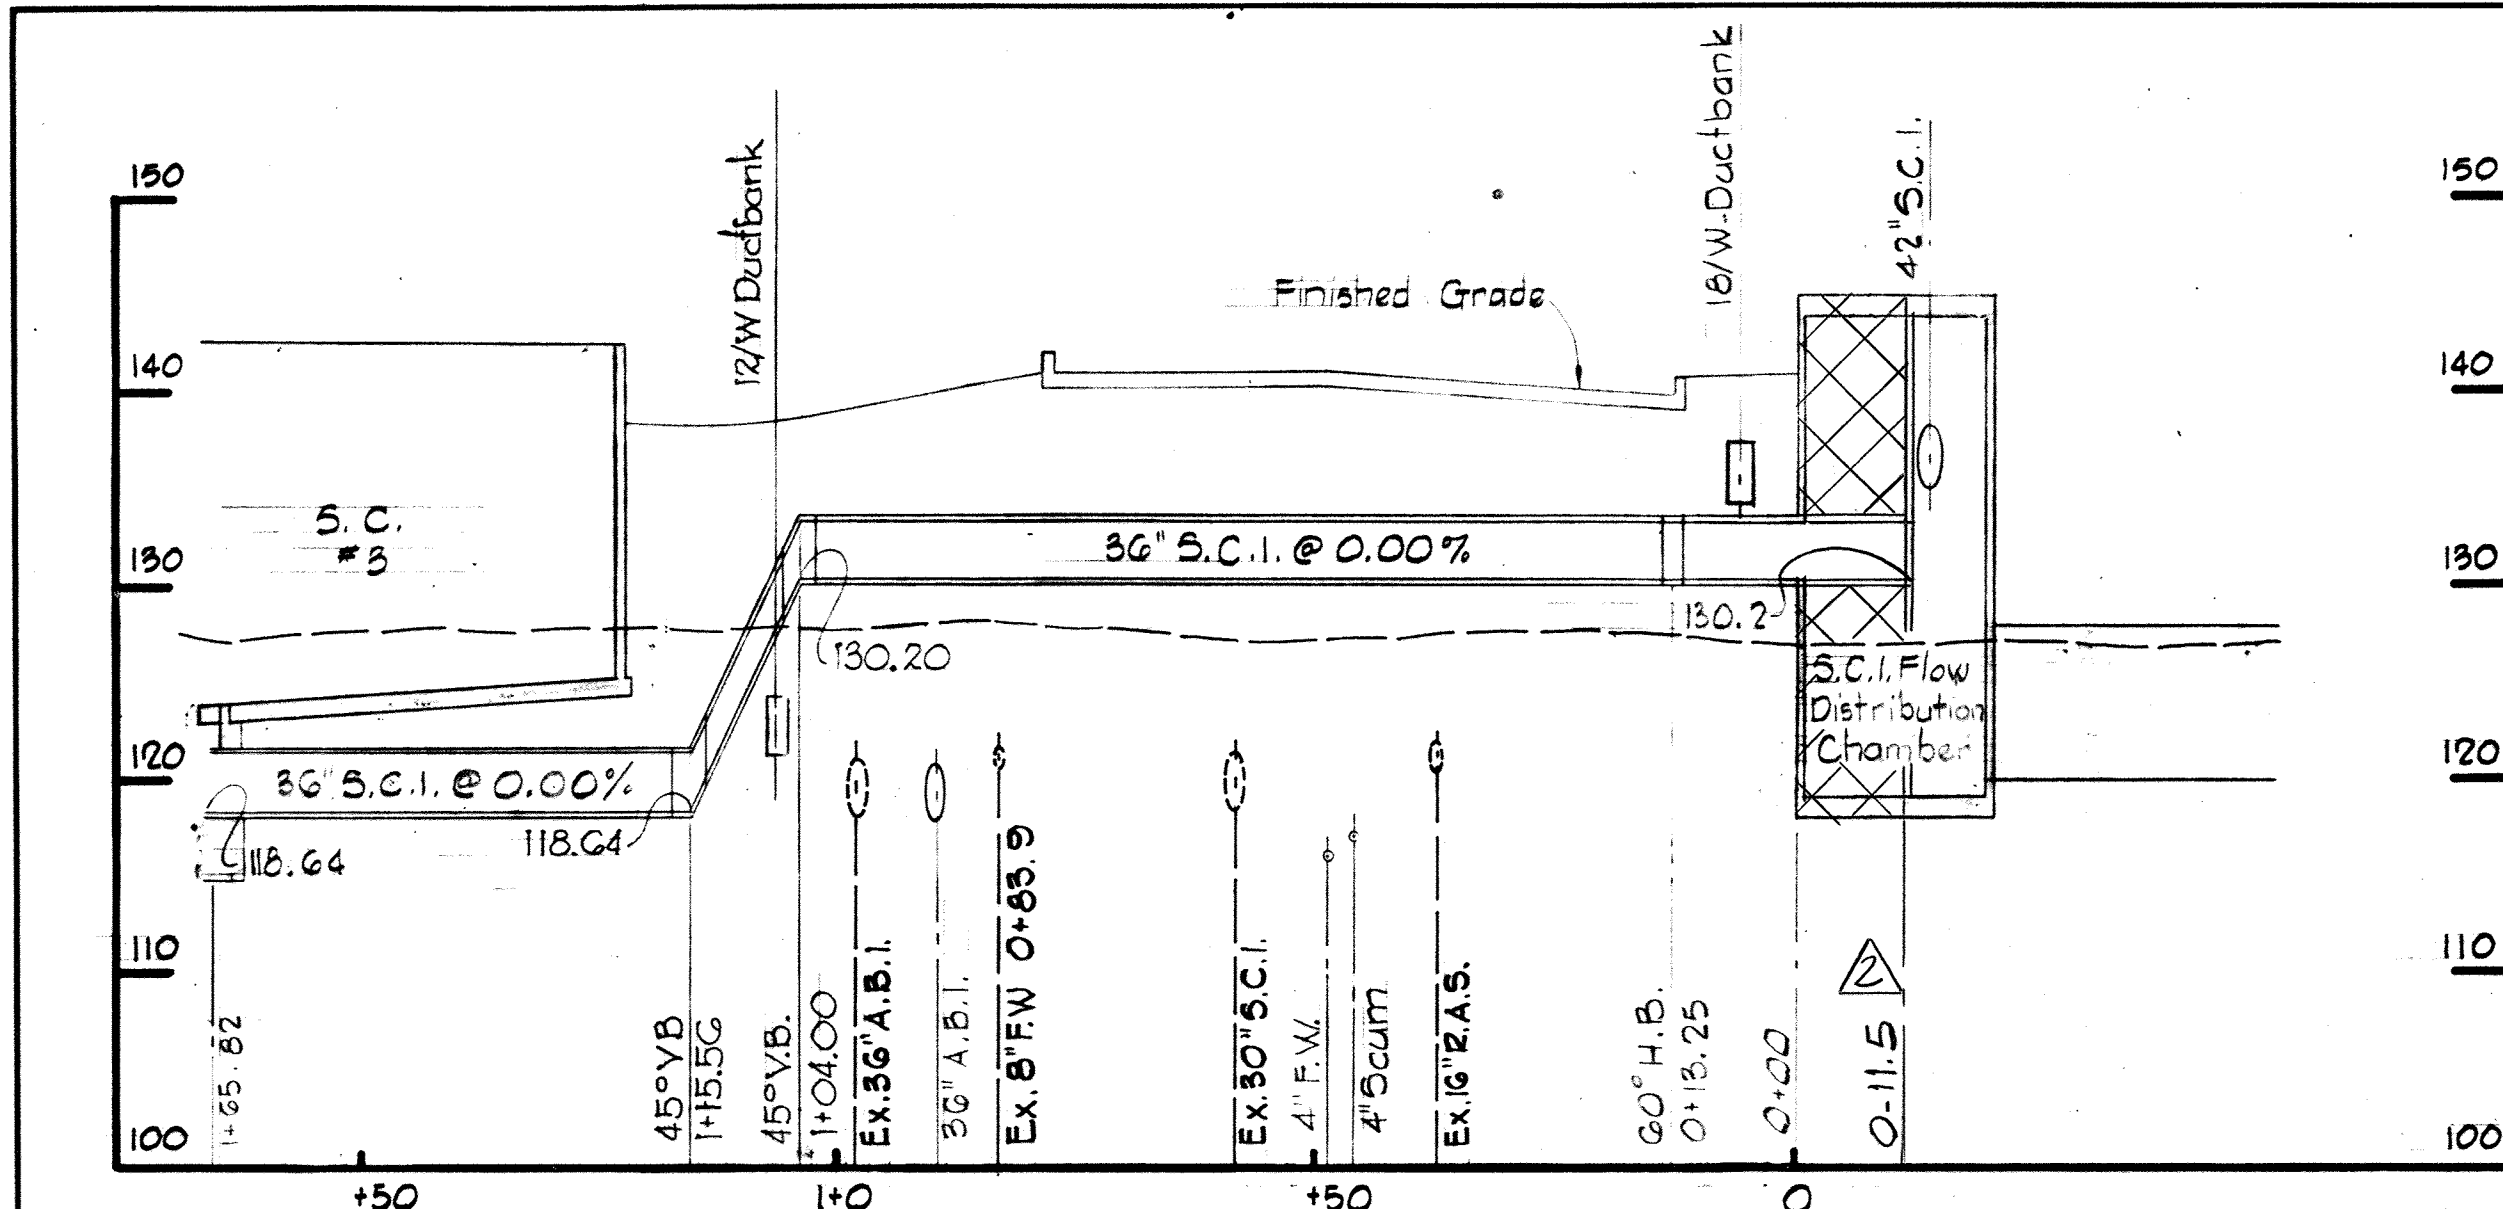 150
140
130
120
110
100
150
140
130
120
110
100
12/W Ductbank
18/W. Ductbank
42" S.C.I.
Finished Grade
S. C.
#3
36" S.C.I. @ 0.00%
130.20
130.2
36" S.C.I. @ 0.00%
118.64
118.64
S.C.I. Flow
Distribution
Chamber
1+65.82
45° VB
1+15.56
45° V.B.
1+04.00
Ex. 36" A.B.I.
36" A.B.I.
Ex. 8" F.W 0+83.9
Ex. 30" S.C.I.
4" F.W.
4" Scum
Ex. 16" R.A.S.
60° H.B.
0+13.25
0+00
0-11.5
2
+50
1+0
+50
0